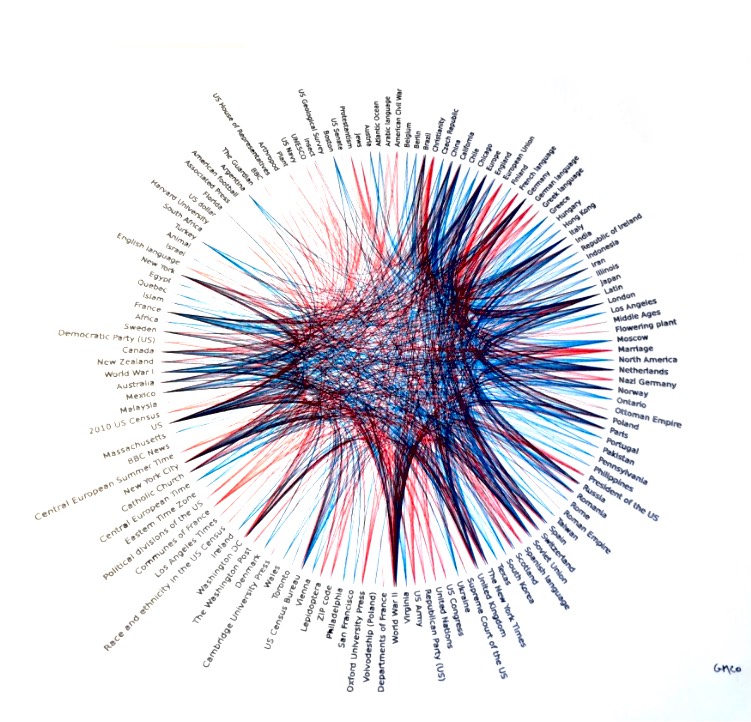 US House of Representatives
Arthropod
Plant
US Navy
UNESCO
Insect
US Geological Survey
Boston
US Senate
Protestantism
Jews
Russia
Atlantic Ocean
Arabic language
American Civil War
Belgium
Berlin
Brazil
Christianity
Czech Republic
China
California
Chile
Chicago
Europe
England
European Union
Finland
French language
Germany
German language
Greek language
Greece
Hungary
Hong Kong
Italy
India
Republic of Ireland
Indonesia
Iran
Illinois
Japan
Latin
London
Los Angeles
Middle Ages
Flowering plant
Moscow
Marriage
North America
Netherlands
Nazi Germany
Norway
Ontario
Ottoman Empire
Poland
Paris
Portugal
Pakistan
Pennsylvania
Philippines
President of the US
Russia
Romania
Rome
Roman Empire
Taiwan
Spain
Switzerland
Soviet Union
Spanish language
Scotland
South Korea
Texas
The New York Times
United Kingdom
Supreme Court of the US
Ukraine
US Congress
United Nations
Republican Party (US)
US Army
Virginia
World War II
Departments of France
Voivodeship (Poland)
Oxford University Press
San Francisco
Philadelphia
ZIP code
Lepidoptera
Vienna
US Census Bureau
Toronto
Wales
Cambridge University Press
Denmark
The Washington Post
Washington DC
Ireland
Race and ethnicity in the US Census
Los Angeles Times
Communes of France
Political divisions of the US
Eastern Time Zone
Central European Time
Catholic Church
New York City
Central European Summer Time
BBC News
Massachusetts
US
2010 US Census
Malaysia
Mexico
Australia
World War I
New Zealand
Canada
Democratic Party (US)
Sweden
Africa
France
Islam
Quebec
Egypt
New York
English language
Israel
Animal
Turkey
South Africa
Harvard University
US dollar
Florida
Associated Press
American football
Argentina
The Guardian
BBC